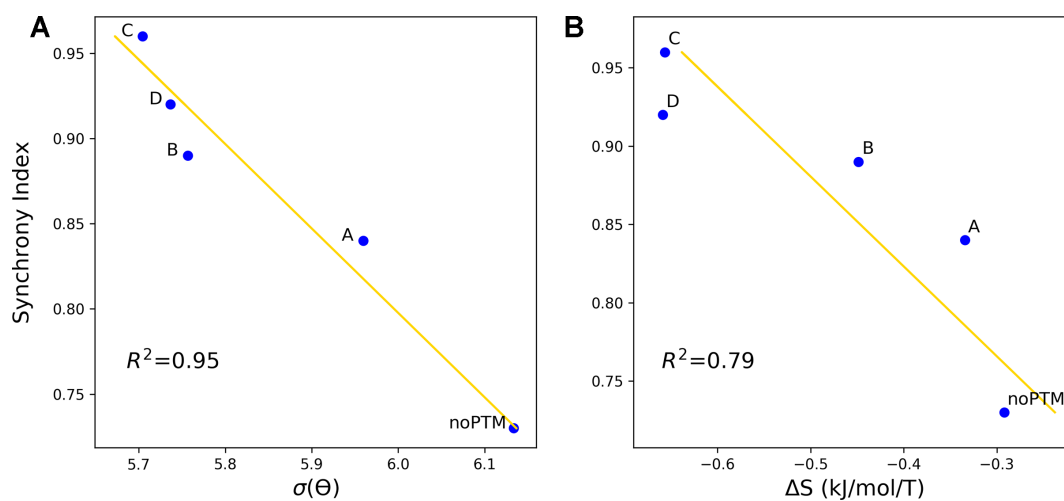 A
Synchrony Index
0.95
0.90
0.85
0.80
0.75
C
D
B
A
noPTM
R²=0.95
5.7 5.8 5.9 6.0 6.1
σ(Θ)
B
0.95
0.90
0.85
0.80
0.75
C
D
B
A
noPTM
R²=0.79
−0.6 −0.5 −0.4 −0.3
ΔS (kJ/mol/T)